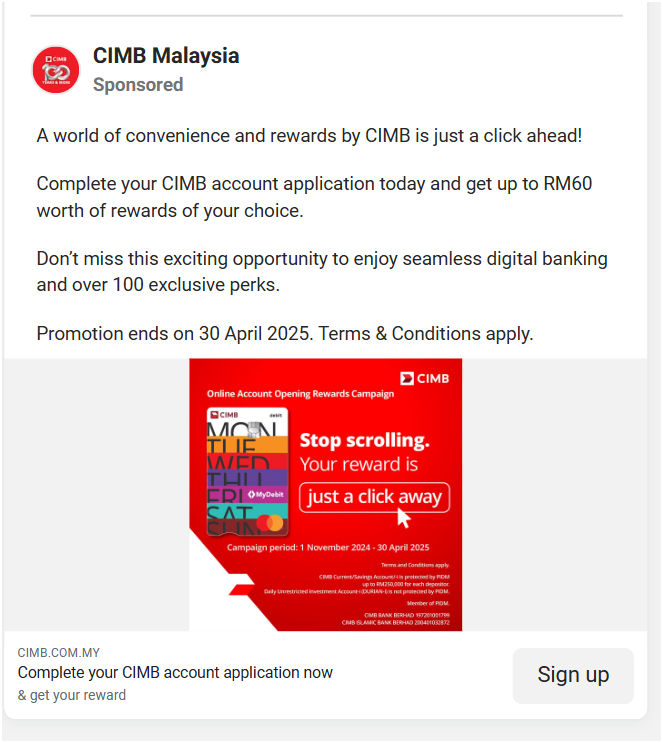 CIMB
100
CIMB Malaysia
Sponsored
A world of convenience and rewards by CIMB is just a click ahead!
Complete your CIMB account application today and get up to RM60
worth of rewards of your choice.
Don't miss this exciting opportunity to enjoy seamless digital banking
and over 100 exclusive perks.
Promotion ends on 30 April 2025. Terms & Conditions apply.
CIMB
Online Account Opening Rewards Campaign
CIMB debit
MON
TUE
WED
THU
FRI MyDebit
SAT
SUN
Stop scrolling.
Your reward is
just a click away
Campaign period: 1 November 2024 - 30 April 2025
Terms and Conditions apply.
CIMB Current/Savings Account/-i is protected by PIDM
up to RM250,000 for each depositor.
Daily Unrestricted Investment Account-i (DURIAN-i) is not protected by PIDM.
Member of PIDM.
CIMB BANK BERHAD 197201001799
CIMB ISLAMIC BANK BERHAD 200401032872
CIMB.COM.MY
Complete your CIMB account application now
& get your reward
Sign up